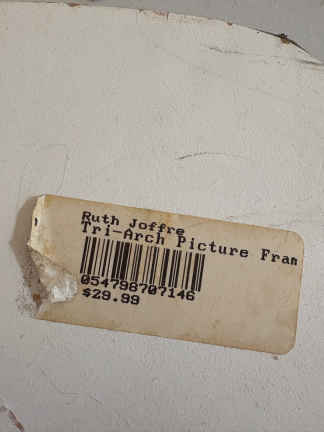 Ruth Joffre
Tri-Arch Picture Fram
054798707146
$29.99